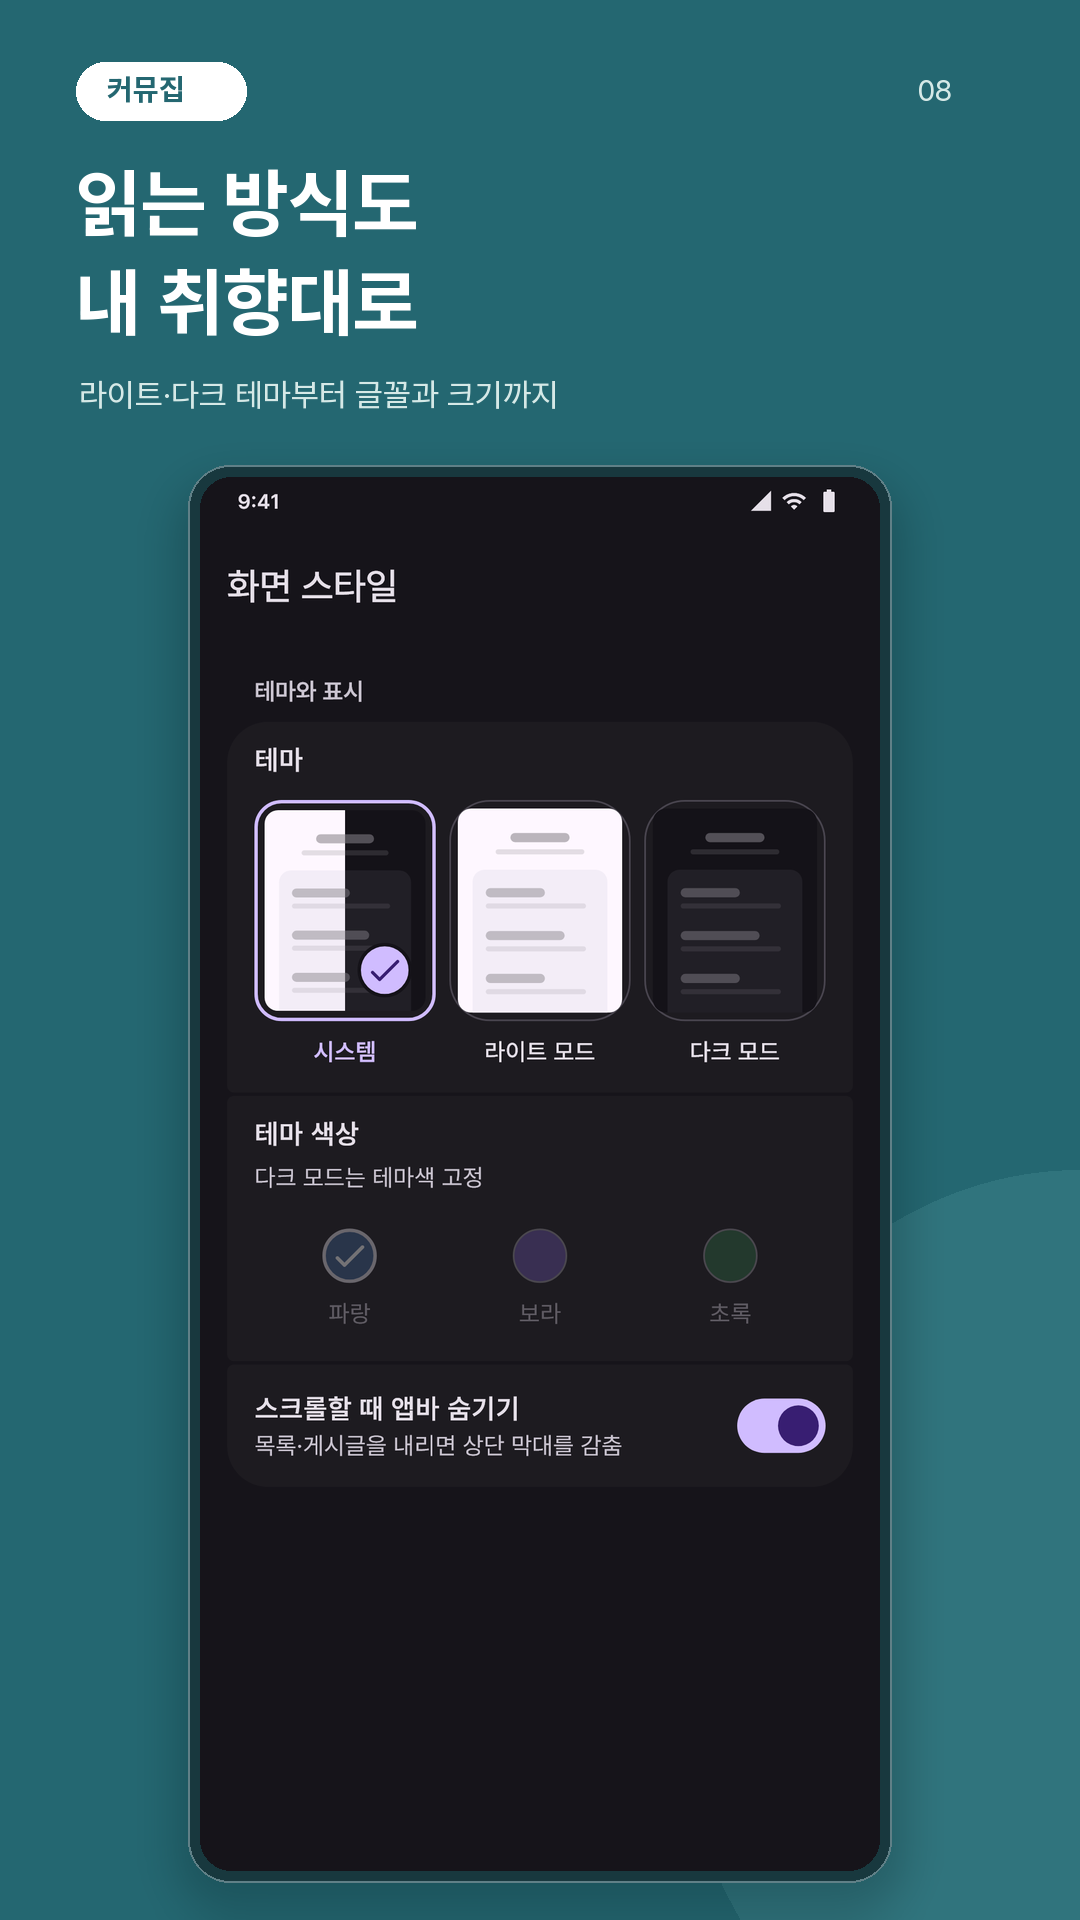 커뮤집
08
읽는 방식도
내 취향대로
라이트·다크 테마부터 글꼴과 크기까지
9:41
화면 스타일
테마와 표시
테마
시스템
라이트 모드
다크 모드
테마 색상
다크 모드는 테마색 고정
파랑
보라
초록
스크롤할 때 앱바 숨기기
목록·게시글을 내리면 상단 막대를 감춤